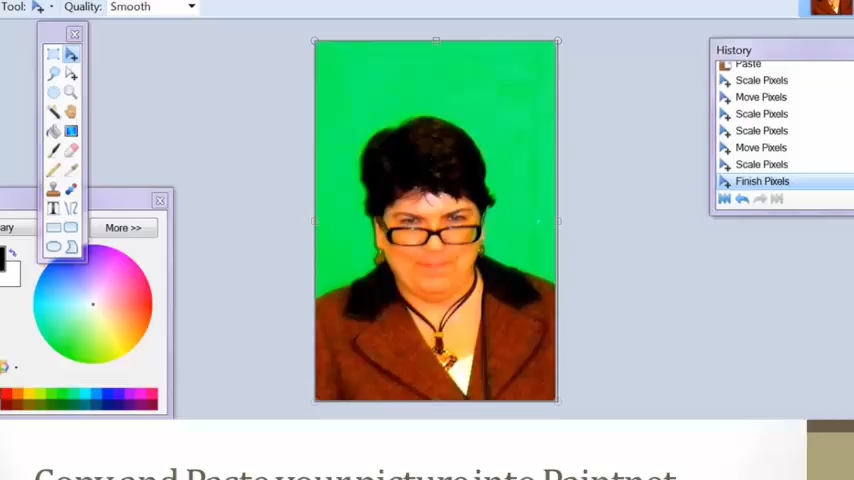 Tool:
Quality: Smooth
History
Paste
Scale Pixels
Move Pixels
Scale Pixels
Scale Pixels
Move Pixels
Scale Pixels
Finish Pixels
More >>
Copy and Paste your picture into Paintnet